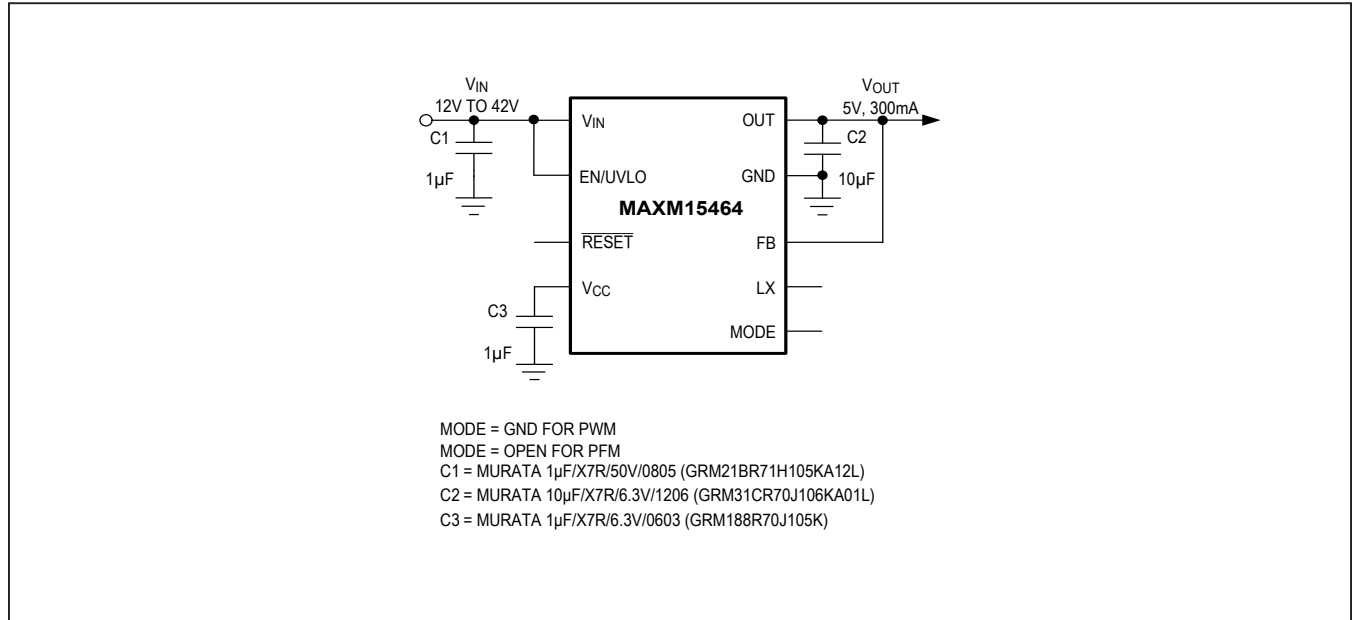 VIN
12V TO 42V
C1
1µF
VIN
EN/UVLO
RESET
VCC
C3
1µF
MAXM15464
OUT
GND
FB
LX
MODE
VOUT
5V, 300mA
C2
10µF
MODE = GND FOR PWM
MODE = OPEN FOR PFM
C1 = MURATA 1µF/X7R/50V/0805 (GRM21BR71H105KA12L)
C2 = MURATA 10µF/X7R/6.3V/1206 (GRM31CR70J106KA01L)
C3 = MURATA 1µF/X7R/6.3V/0603 (GRM188R70J105K)